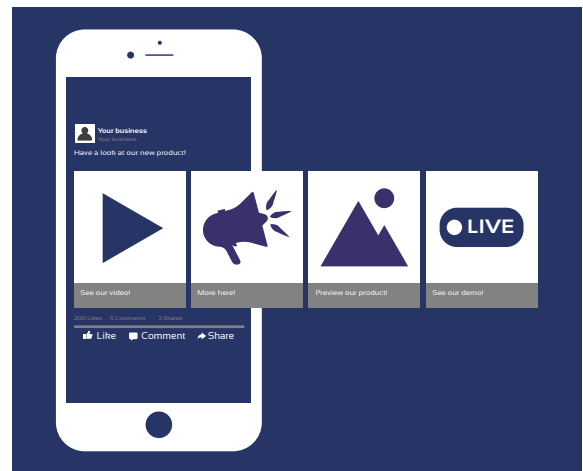 Your business
Your business
Have a look at our new product!
LIVE
See our video!
More here!
Preview our product!
See our demo!
200 Likes 5 Comments 2 Shares
Like Comment Share